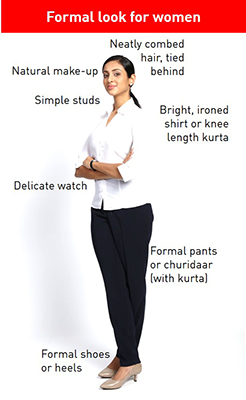 Formal look for women
Neatly combed
hair, tied
behind
Natural make-up
Simple studs
Bright, ironed
shirt or knee
length kurta
Delicate watch
Formal pants
or churidaar
(with kurta)
Formal shoes
or heels